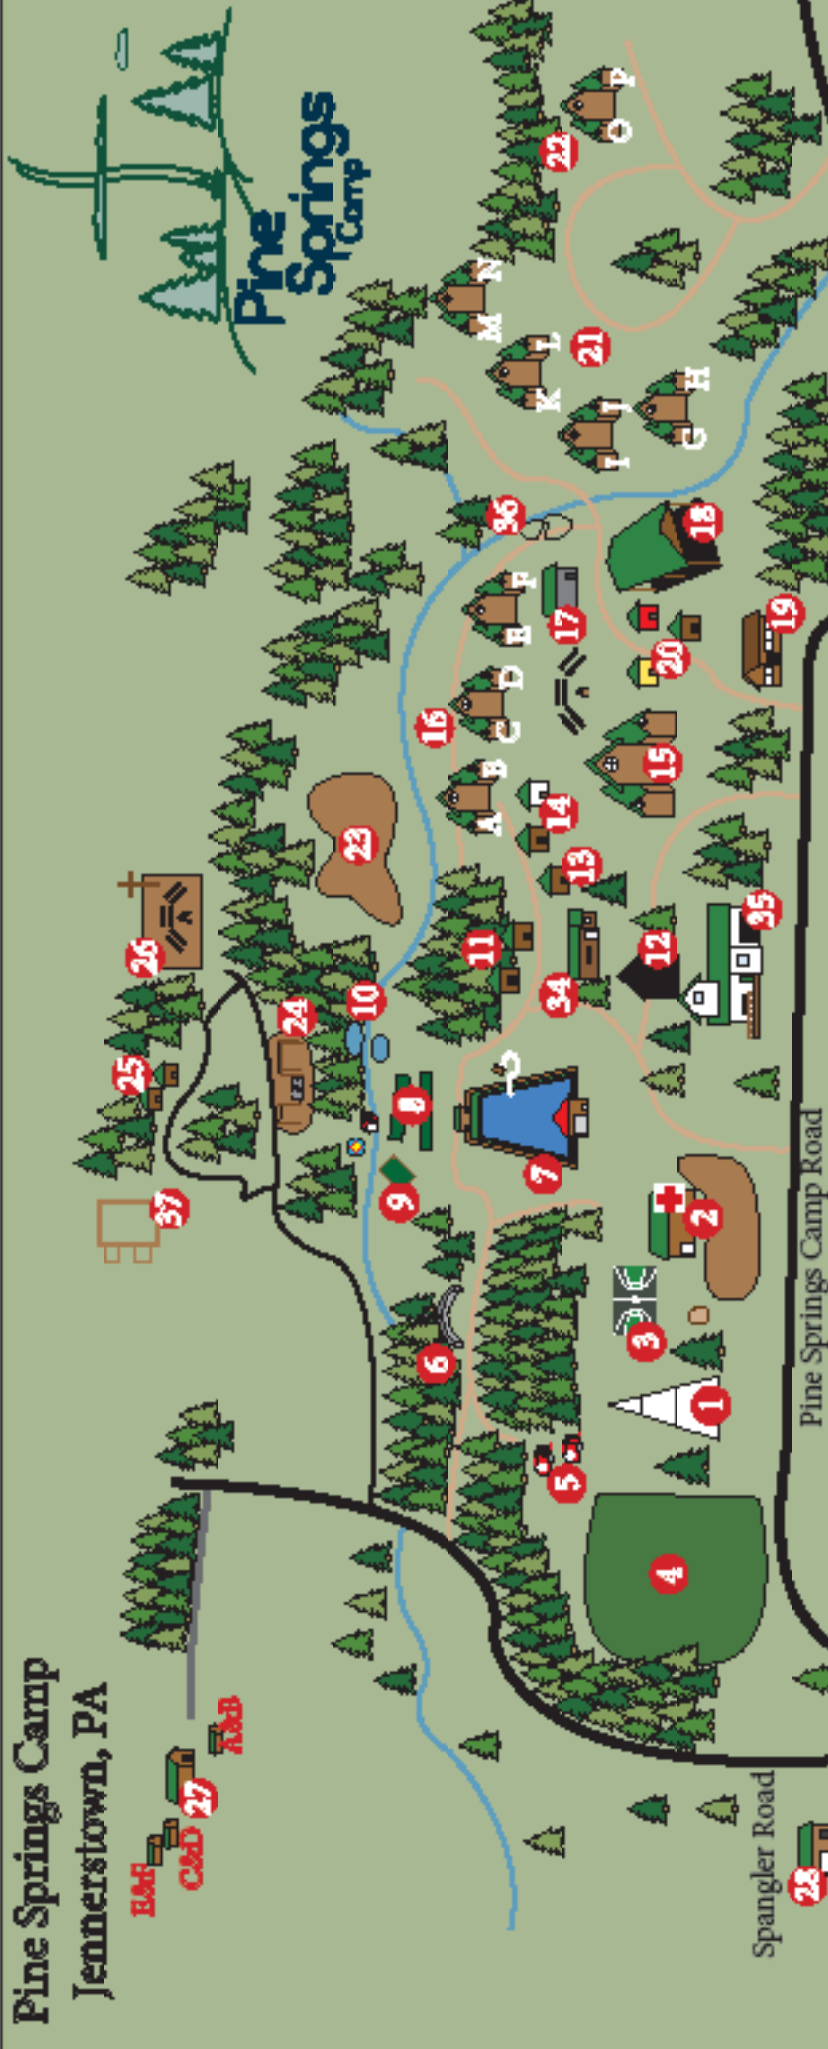 Pine Springs Camp
Jennerstown, PA
Pine
Springs
Camp
E&F
C&D
27
A&B
37
25
26
24
10
23
9
8
6
7
11
16
A
B
C
D
E
F
36
M
N
K
L
21
22
O
P
I
J
G
H
5
34
13
14
17
4
1
3
2
12
35
15
20
18
19
Spangler Road
28
Pine Springs Camp Road